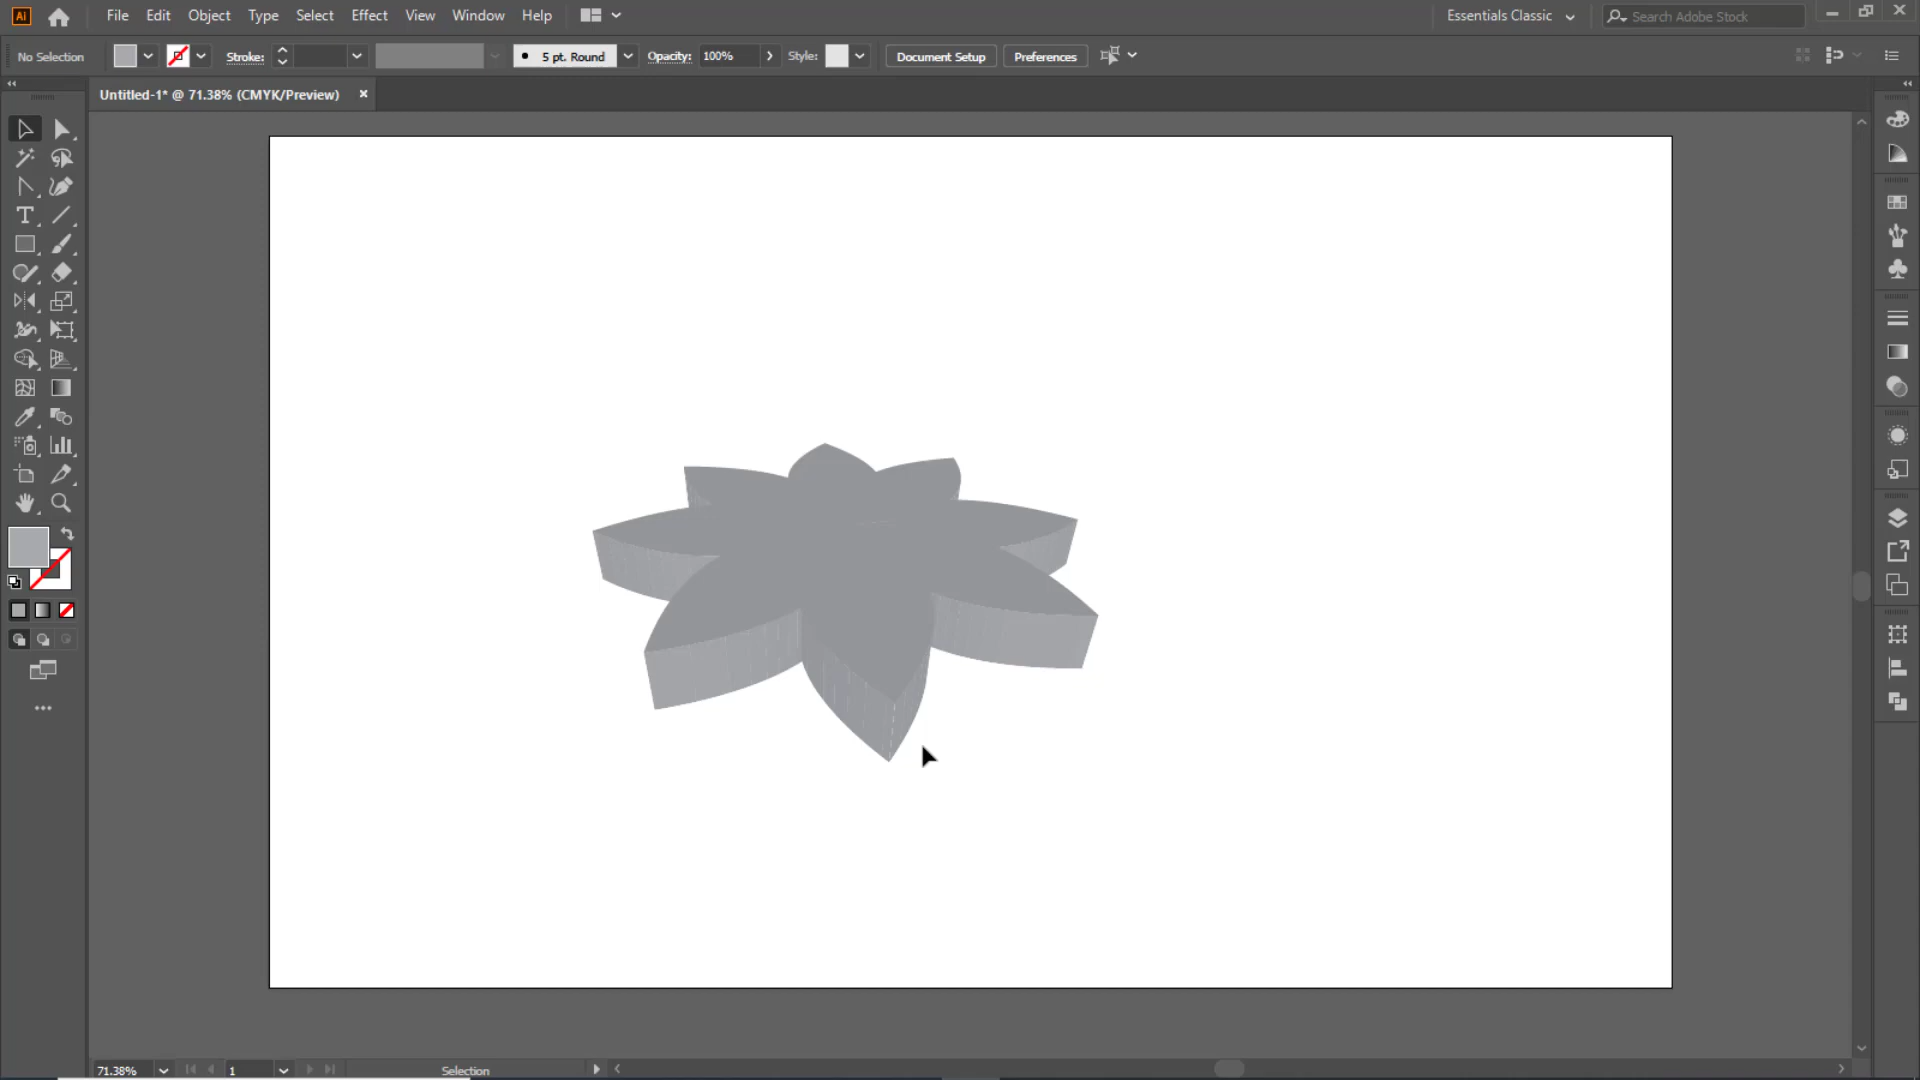 Ai File Edit Object Type Select Effect View Window Help Essentials Classic Search Adobe Stock
No Selection Stroke: 5 pt. Round Opacity: 100% Style: Document Setup Preferences
Untitled-1* @ 71.38% (CMYK/Preview)
71.38% 1 Selection